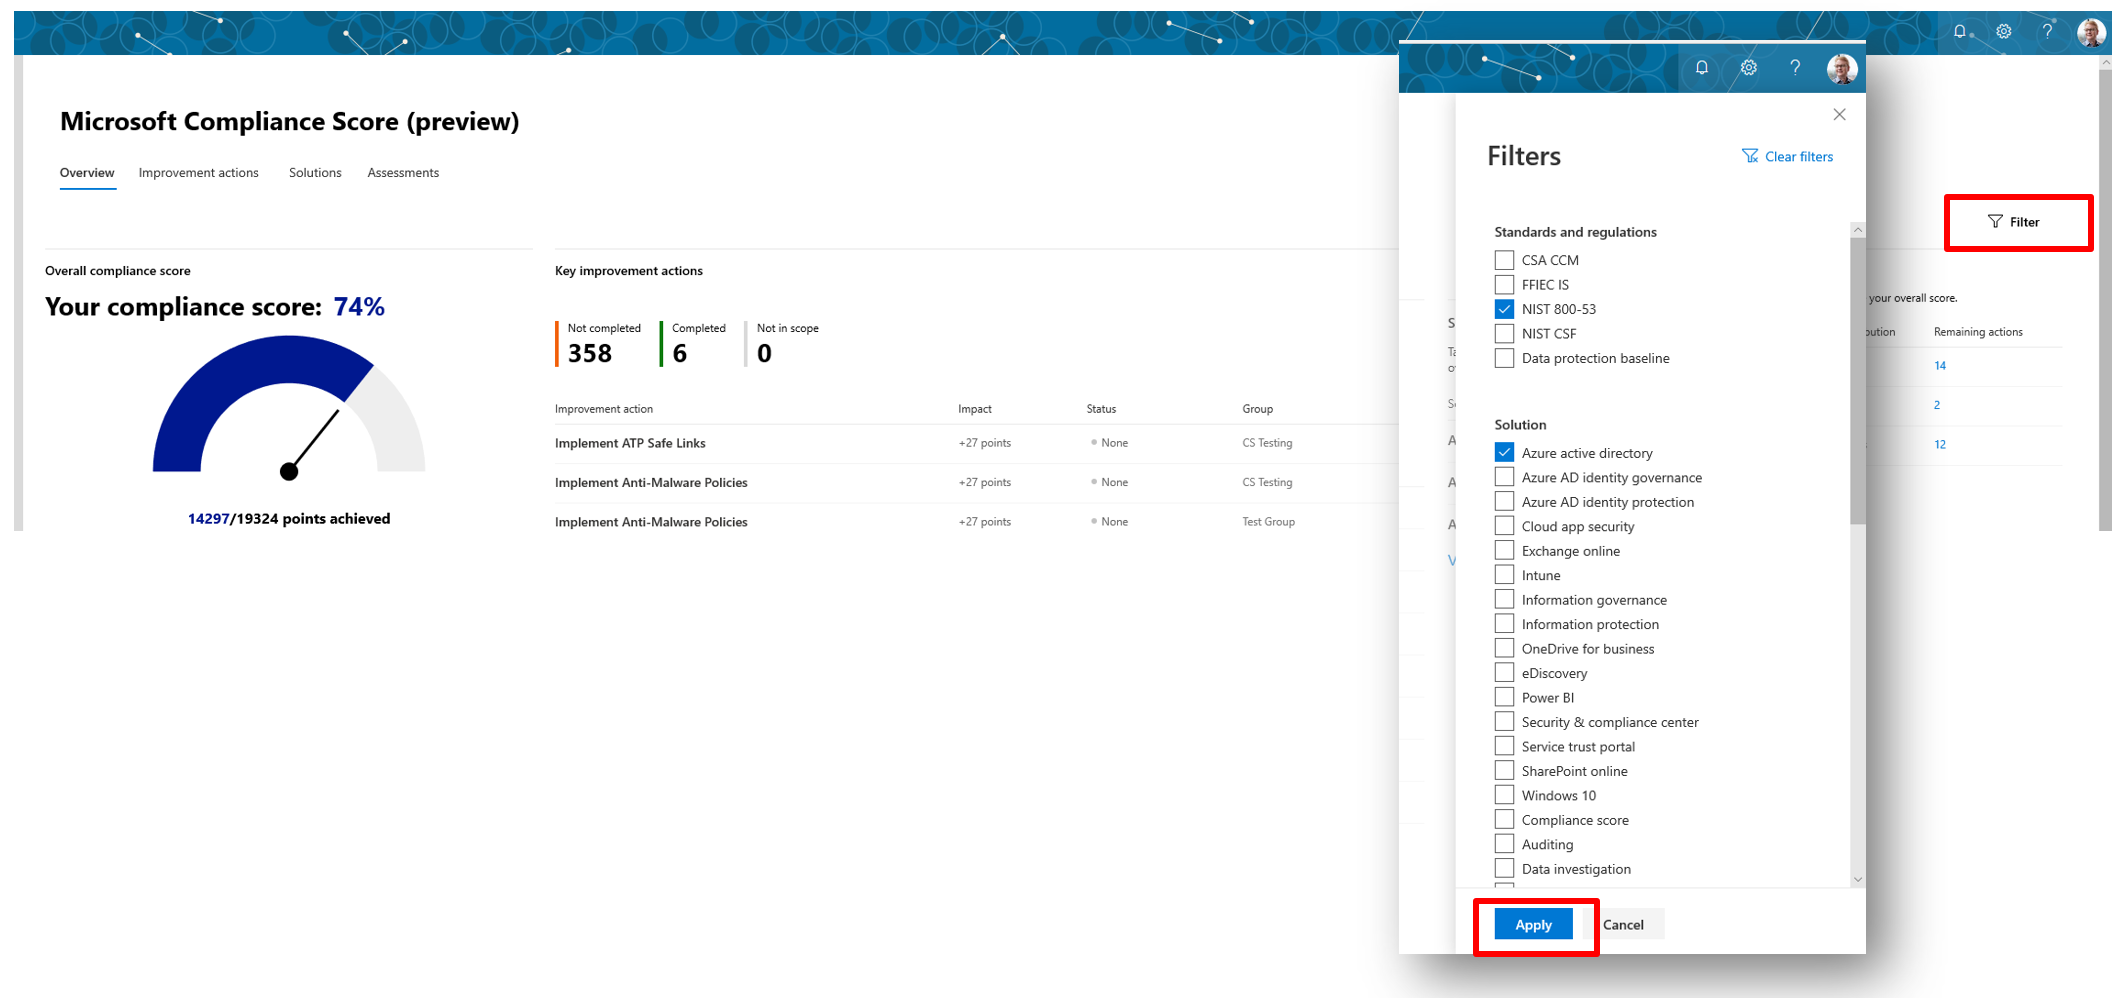 Microsoft Compliance Score (preview)
Overview
Improvement actions
Solutions
Assessments
Filter
Overall compliance score
Your compliance score: 74%
14297/19324 points achieved
Key improvement actions
Not completed
358
Completed
6
Not in scope
0
Improvement action Impact Status Group
Implement ATP Safe Links +27 points None CS Testing
Implement Anti-Malware Policies +27 points None CS Testing
Implement Anti-Malware Policies +27 points None Test Group
your overall score.
Remaining actions
14
2
12
?
?
Filters
Clear filters
Standards and regulations
CSA CCM
FFIEC IS
NIST 800-53
NIST CSF
Data protection baseline
Solution
Azure active directory
Azure AD identity governance
Azure AD identity protection
Cloud app security
Exchange online
Intune
Information governance
Information protection
OneDrive for business
eDiscovery
Power BI
Security & compliance center
Service trust portal
SharePoint online
Windows 10
Compliance score
Auditing
Data investigation
Apply
Cancel